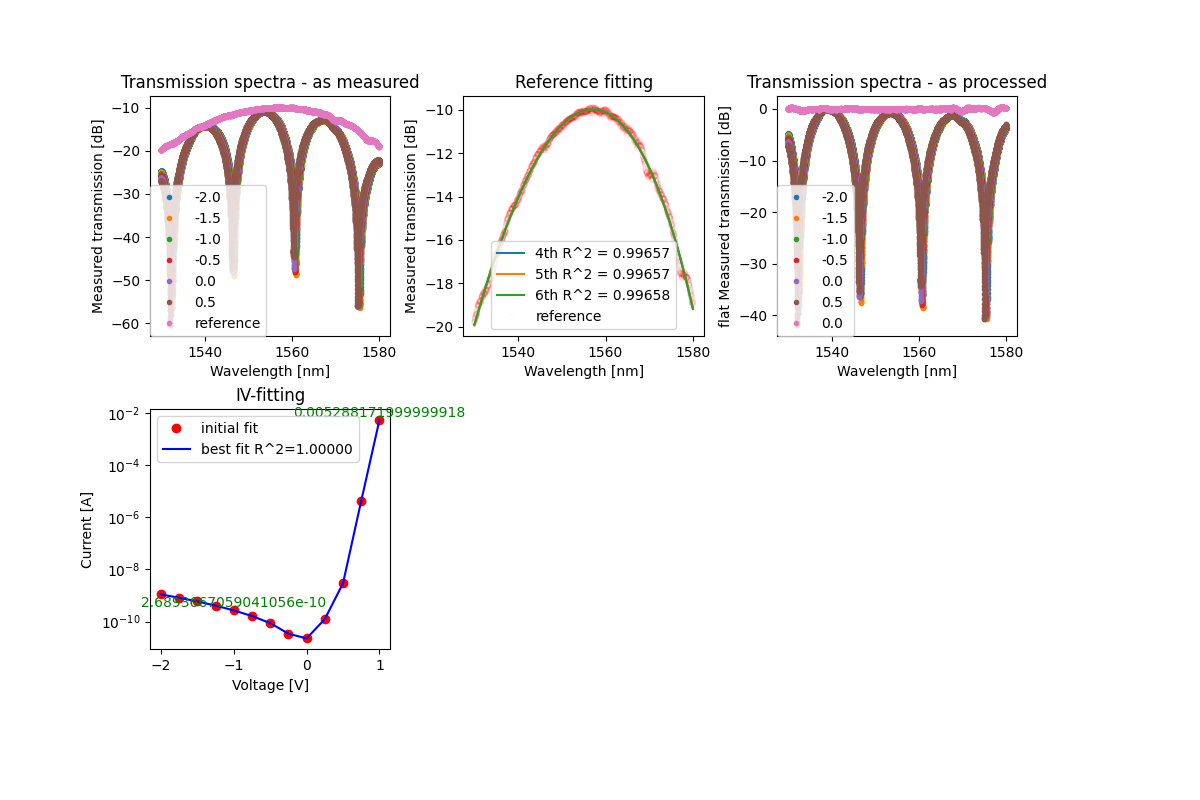 Transmission spectra - as measured
Measured transmission [dB]
−10
−20
−30
−40
−50
−60
-2.0
-1.5
-1.0
-0.5
0.0
0.5
reference
1540
1560
1580
Wavelength [nm]
Reference fitting
Measured transmission [dB]
−10
−12
−14
−16
−18
−20
4th R^2 = 0.99657
5th R^2 = 0.99657
6th R^2 = 0.99658
reference
1540
1560
1580
Wavelength [nm]
Transmission spectra - as processed
flat Measured transmission [dB]
0
−10
−20
−30
−40
-2.0
-1.5
-1.0
-0.5
0.0
0.5
0.0
1540
1560
1580
Wavelength [nm]
IV-fitting
Current [A]
10−2
10−4
10−6
10−8
10−10
0.005288171999999918
initial fit
best fit R^2=1.00000
−2
−1
0
1
Voltage [V]